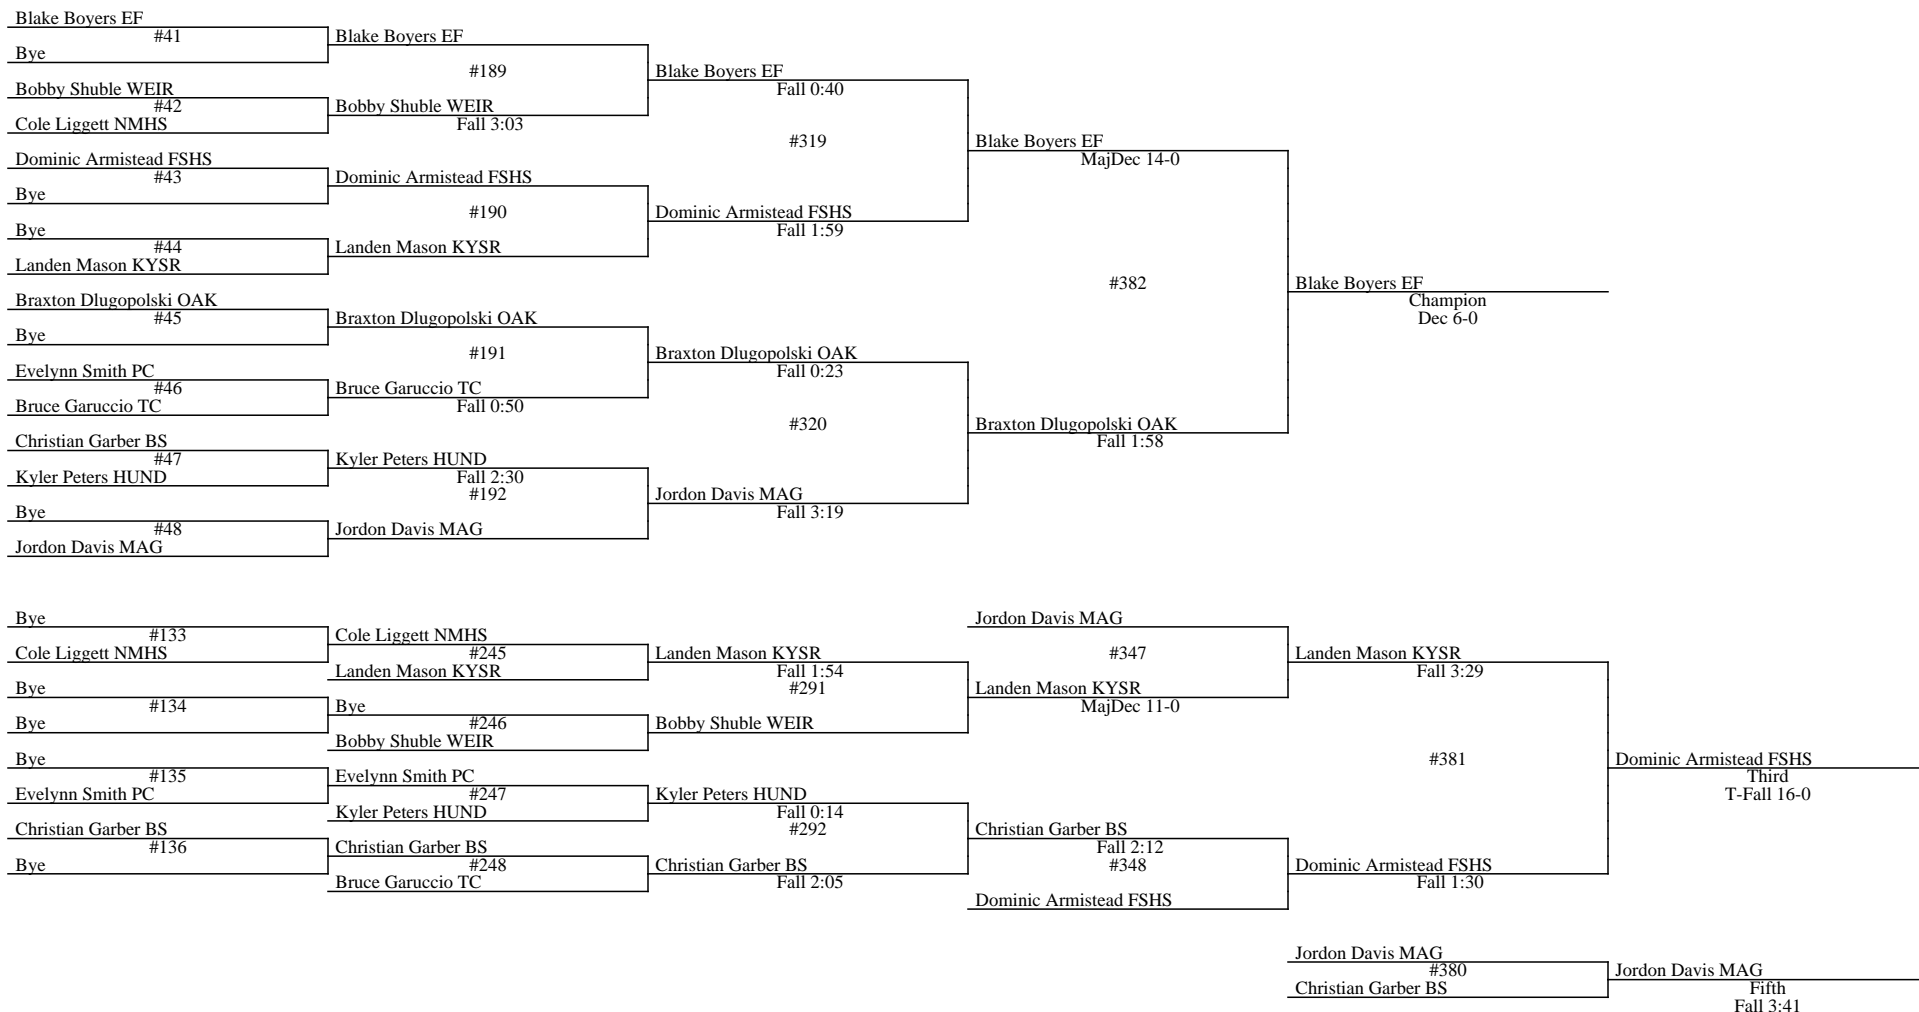 Blake Boyers EF
#41
Bye
Bobby Shuble WEIR
#42
Cole Liggett NMHS
Dominic Armistead FSHS
#43
Bye
Bye
#44
Landen Mason KYSR
Braxton Dlugopolski OAK
#45
Bye
Evelynn Smith PC
#46
Bruce Garuccio TC
Christian Garber BS
#47
Kyler Peters HUND
Bye
#48
Jordon Davis MAG
Blake Boyers EF
#189
Bobby Shuble WEIR
Fall 3:03
Dominic Armistead FSHS
#190
Landen Mason KYSR
Braxton Dlugopolski OAK
#191
Bruce Garuccio TC
Fall 0:50
Kyler Peters HUND
Fall 2:30
#192
Jordon Davis MAG
Blake Boyers EF
Fall 0:40
#319
Dominic Armistead FSHS
Fall 1:59
Braxton Dlugopolski OAK
Fall 0:23
#320
Jordon Davis MAG
Fall 3:19
Blake Boyers EF
MajDec 14-0
#382
Braxton Dlugopolski OAK
Fall 1:58
Blake Boyers EF
Champion
Dec 6-0
Bye
#133
Cole Liggett NMHS
Bye
#134
Bye
Bye
#135
Evelynn Smith PC
Christian Garber BS
#136
Bye
Cole Liggett NMHS
#245
Landen Mason KYSR
Bye
#246
Bobby Shuble WEIR
Evelynn Smith PC
#247
Kyler Peters HUND
Christian Garber BS
#248
Bruce Garuccio TC
Landen Mason KYSR
Fall 1:54
#291
Bobby Shuble WEIR
Kyler Peters HUND
Fall 0:14
#292
Christian Garber BS
Fall 2:05
Jordon Davis MAG
#347
Landen Mason KYSR
MajDec 11-0
Christian Garber BS
Fall 2:12
#348
Dominic Armistead FSHS
Landen Mason KYSR
Fall 3:29
#381
Dominic Armistead FSHS
Fall 1:30
Dominic Armistead FSHS
Third
T-Fall 16-0
Jordon Davis MAG
#380
Christian Garber BS
Jordon Davis MAG
Fifth
Fall 3:41